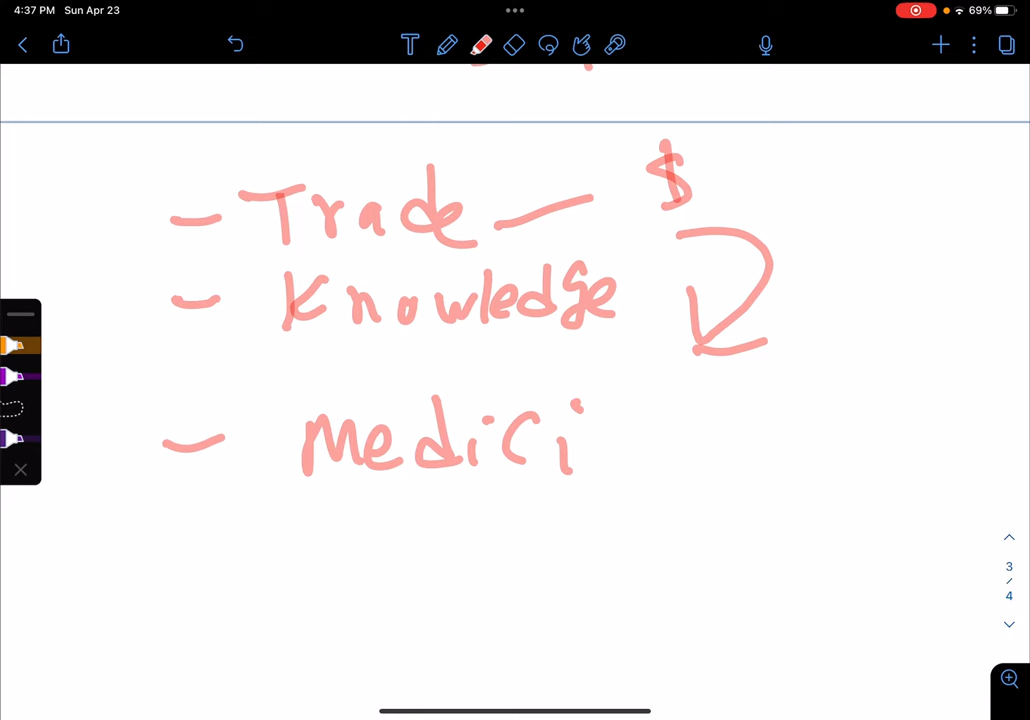 4:37 PM Sun Apr 23
69%
T
- Trade — $
- Knowledge
- Medici
3
/
4